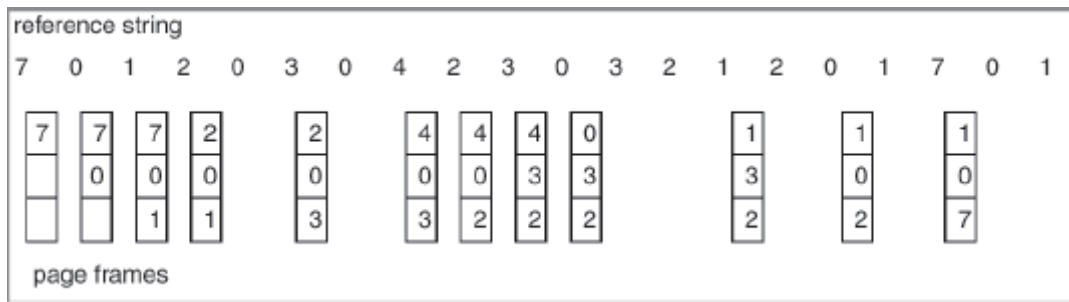 reference string
7 0 1 2 0 3 0 4 2 3 0 3 2 1 2 0 1 7 0 1
7 7 7 2 2 4 4 4 0 1 1 1
0 0 0 0 0 0 3 3 3 0 0
1 1 3 3 2 2 2 2 2 7
page frames